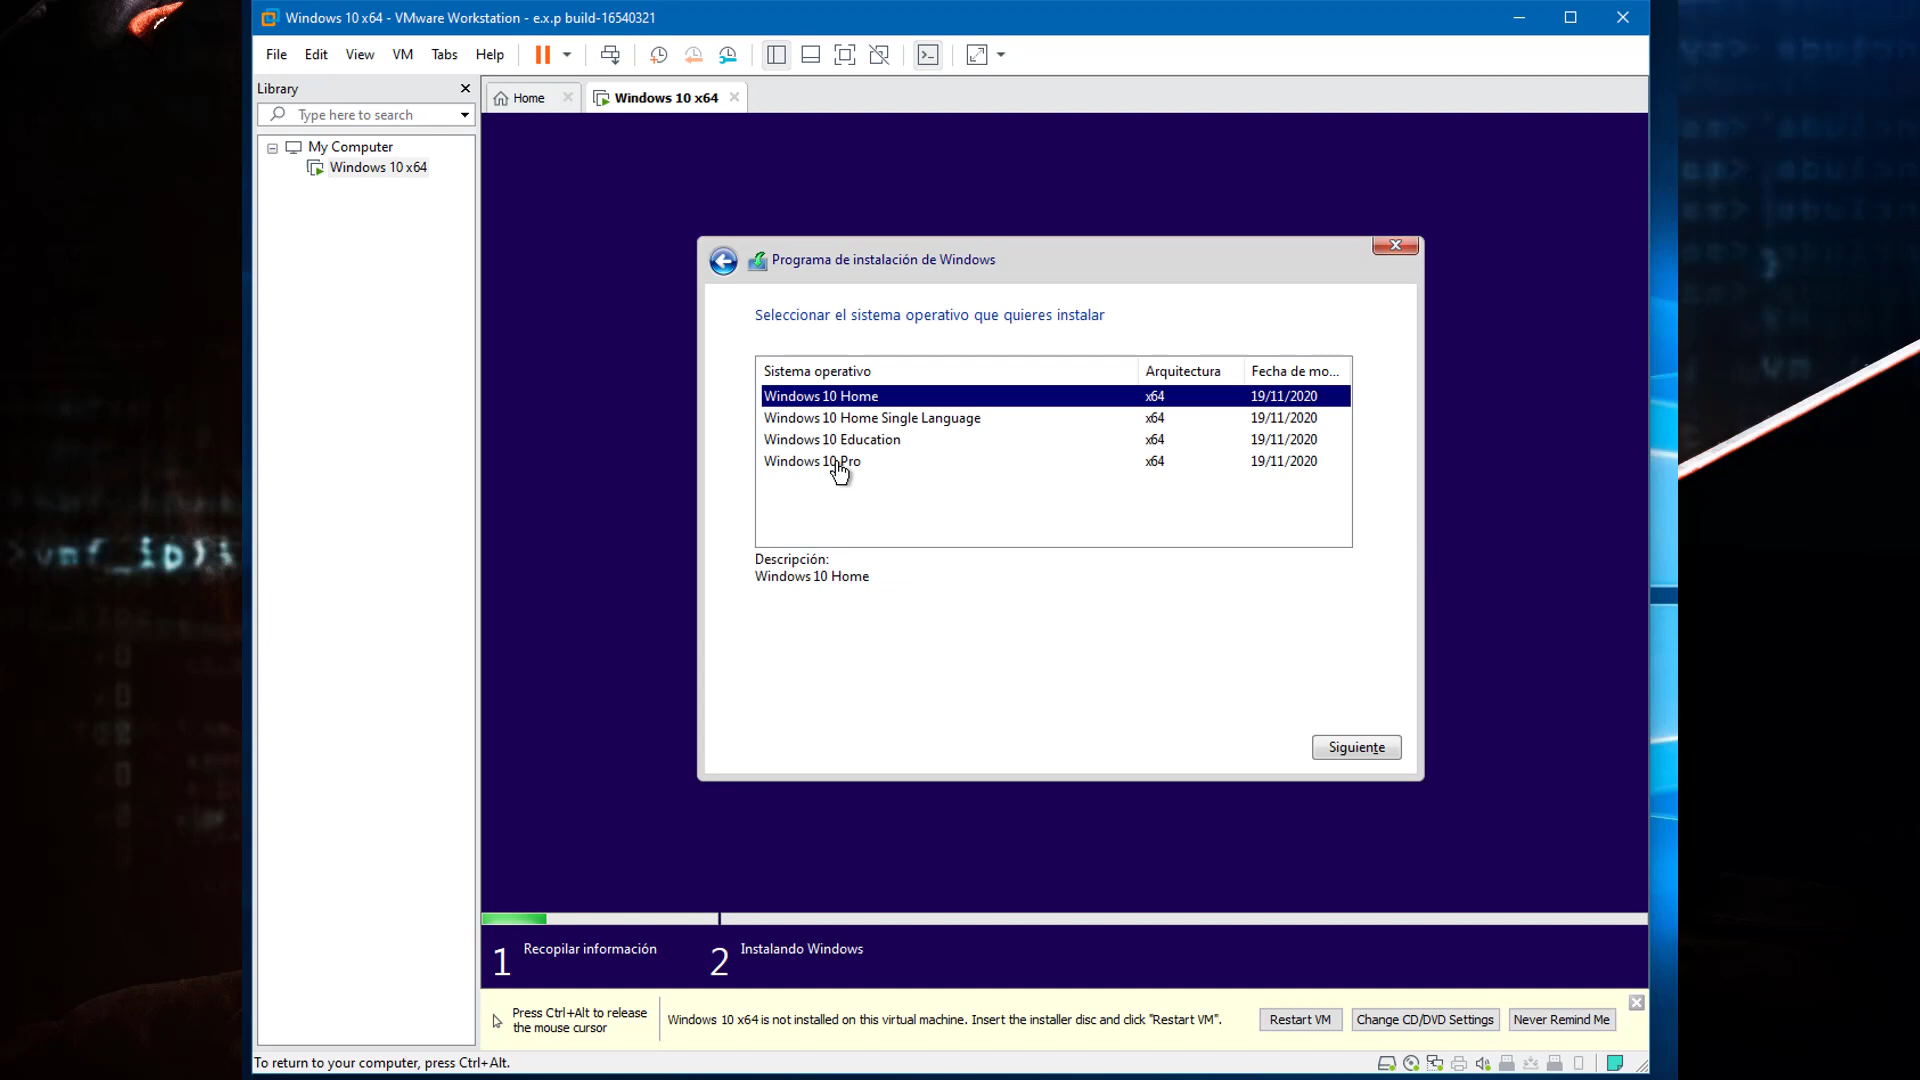 Windows 10 x64 - VMware Workstation - e.x.p build-16540321
File Edit View VM Tabs Help
Library
Home
Windows 10 x64
Type here to search
My Computer
Windows 10 x64
Programa de instalación de Windows
Seleccionar el sistema operativo que quieres instalar
Sistema operativo Arquitectura Fecha de mo...
Windows 10 Home x64 19/11/2020
Windows 10 Home Single Language x64 19/11/2020
Windows 10 Education x64 19/11/2020
Windows 10 Pro x64 19/11/2020
Descripción:
Windows 10 Home
Siguiente
1 Recopilar información
2 Instalando Windows
Press Ctrl+Alt to release
the mouse cursor
Windows 10 x64 is not installed on this virtual machine. Insert the installer disc and click "Restart VM".
Restart VM
Change CD/DVD Settings
Never Remind Me
To return to your computer, press Ctrl+Alt.